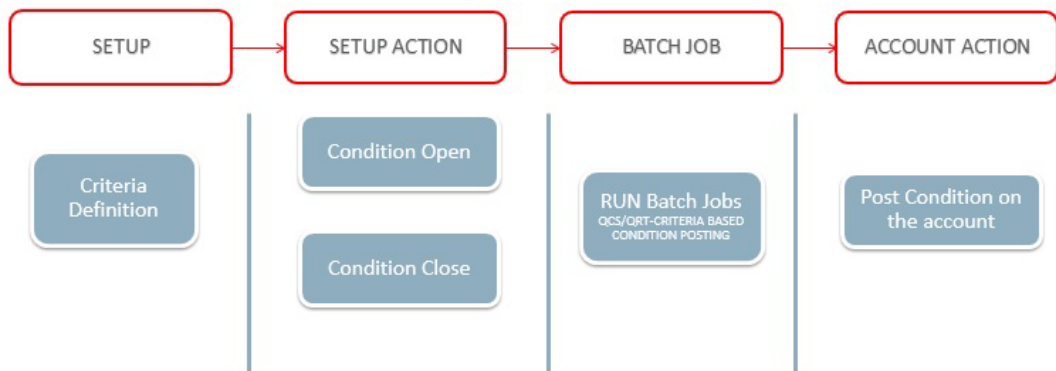 SETUP
SETUP ACTION
BATCH JOB
ACCOUNT ACTION
Criteria
Definition
Condition Open
Condition Close
RUN Batch Jobs
QCS/QRT-CRITERIA BASED
CONDITION POSTING
Post Condition on
the account